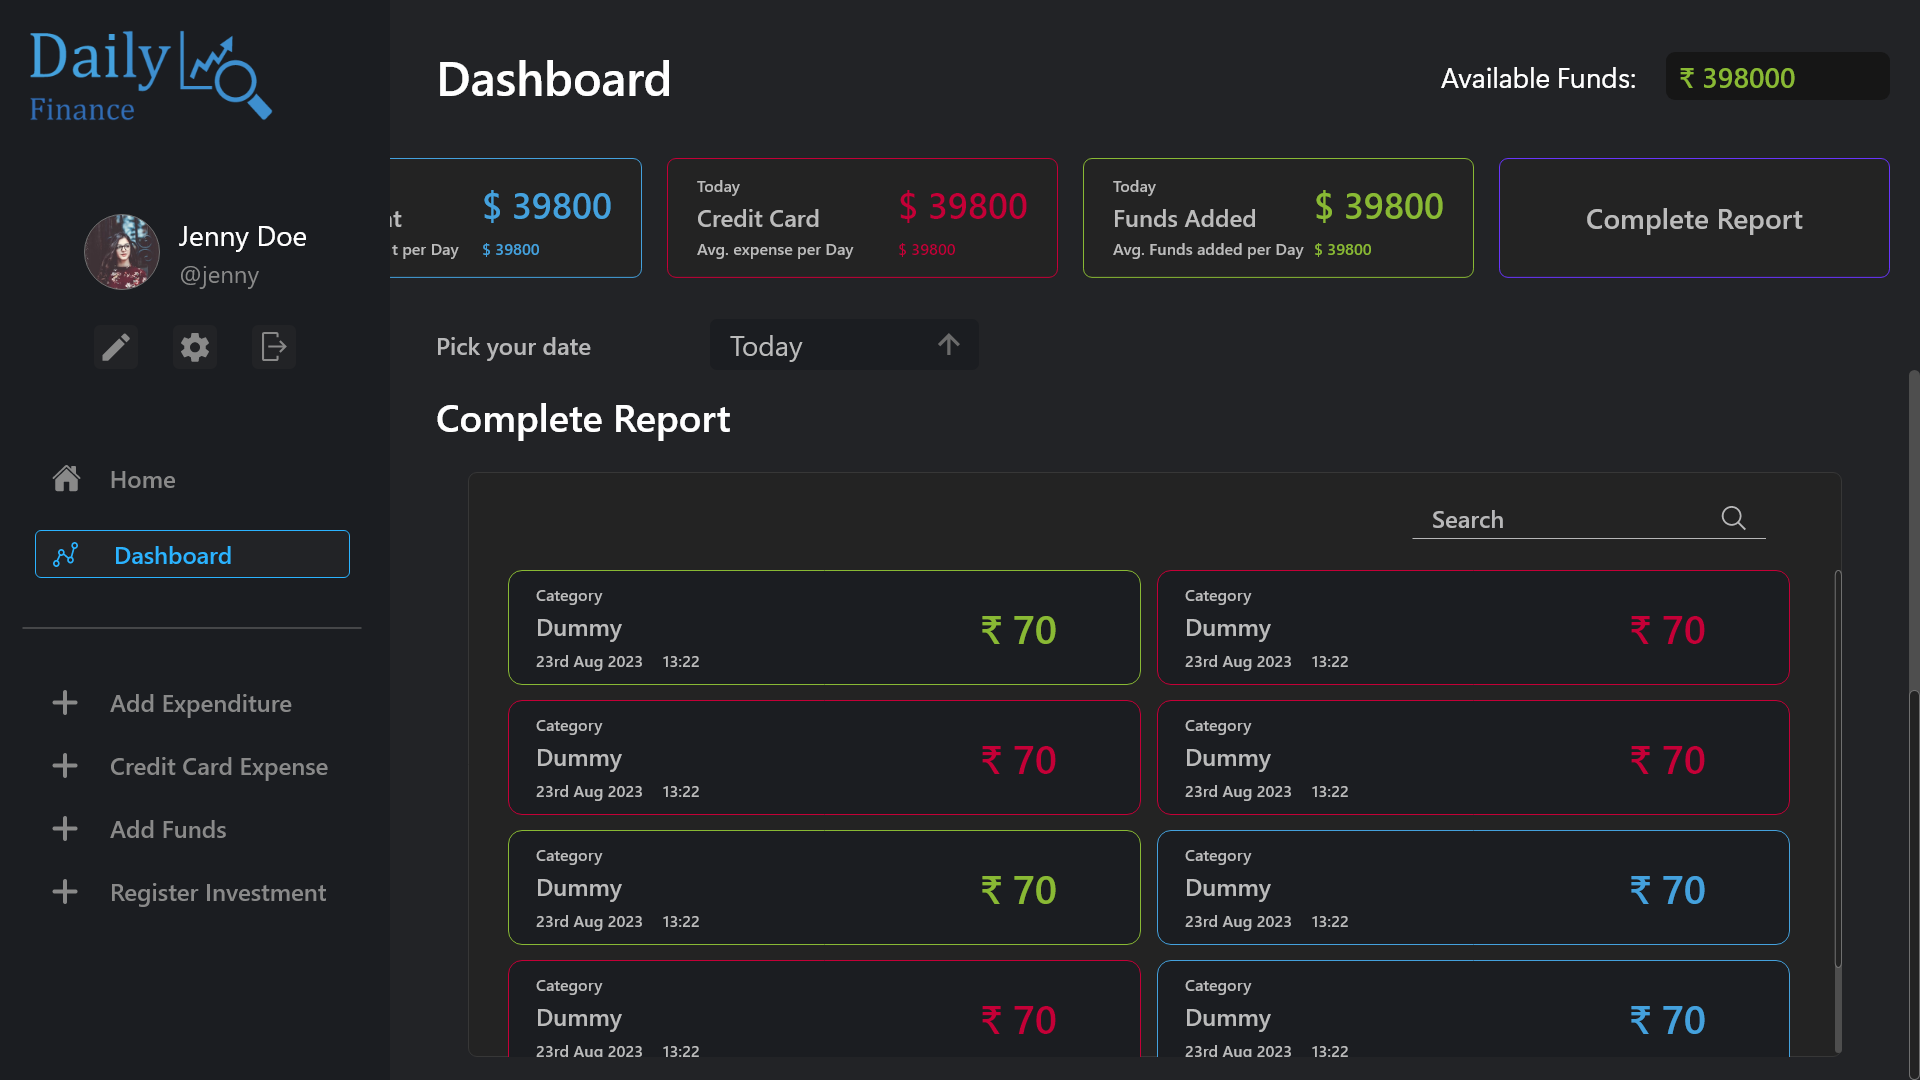 Daily
Finance
Jenny Doe
@jenny
Home
Dashboard
Add Expenditure
Credit Card Expense
Add Funds
Register Investment
Dashboard
Available Funds:
₹ 398000
t
$ 39800
t per Day
$ 39800
Today
Credit Card
$ 39800
Avg. expense per Day
$ 39800
Today
Funds Added
$ 39800
Avg. Funds added per Day
$ 39800
Complete Report
Pick your date
Today
Complete Report
Search
Category
Dummy
₹ 70
23rd Aug 2023 13:22
Category
Dummy
₹ 70
23rd Aug 2023 13:22
Category
Dummy
₹ 70
23rd Aug 2023 13:22
Category
Dummy
₹ 70
23rd Aug 2023 13:22
Category
Dummy
₹ 70
23rd Aug 2023 13:22
Category
Dummy
₹ 70
23rd Aug 2023 13:22
Category
Dummy
₹ 70
23rd Aug 2023 13:22
Category
Dummy
₹ 70
23rd Aug 2023 13:22